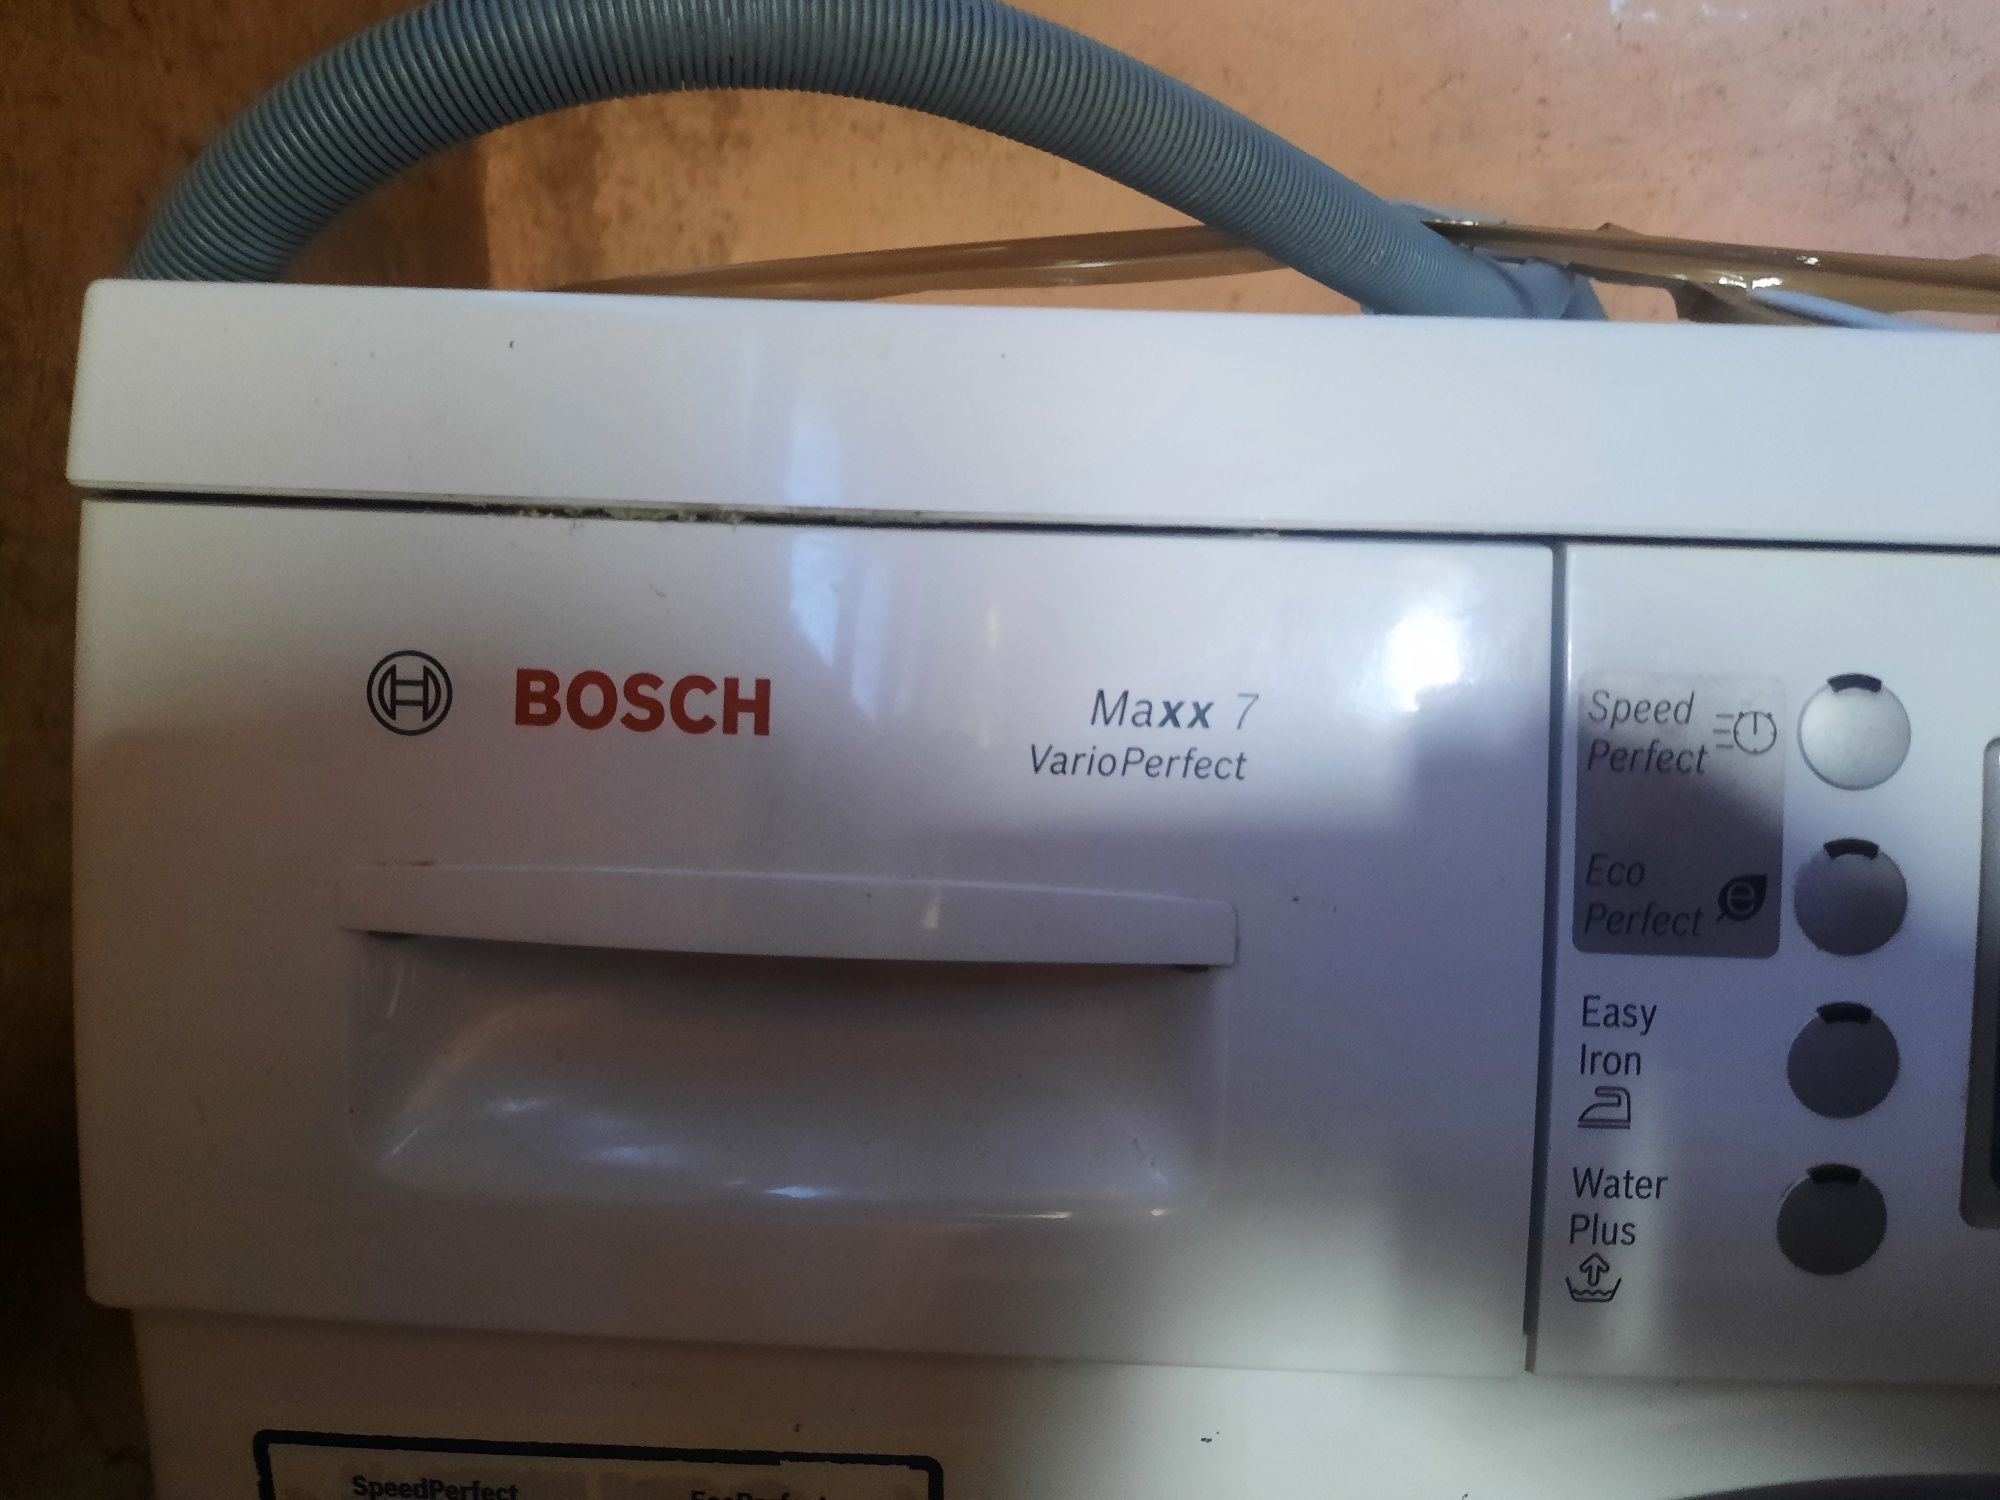 BOSCH
Maxx 7
VarioPerfect
Speed
Perfect
Eco
Perfect
Easy
Iron
Water
Plus
SpeedPerfect